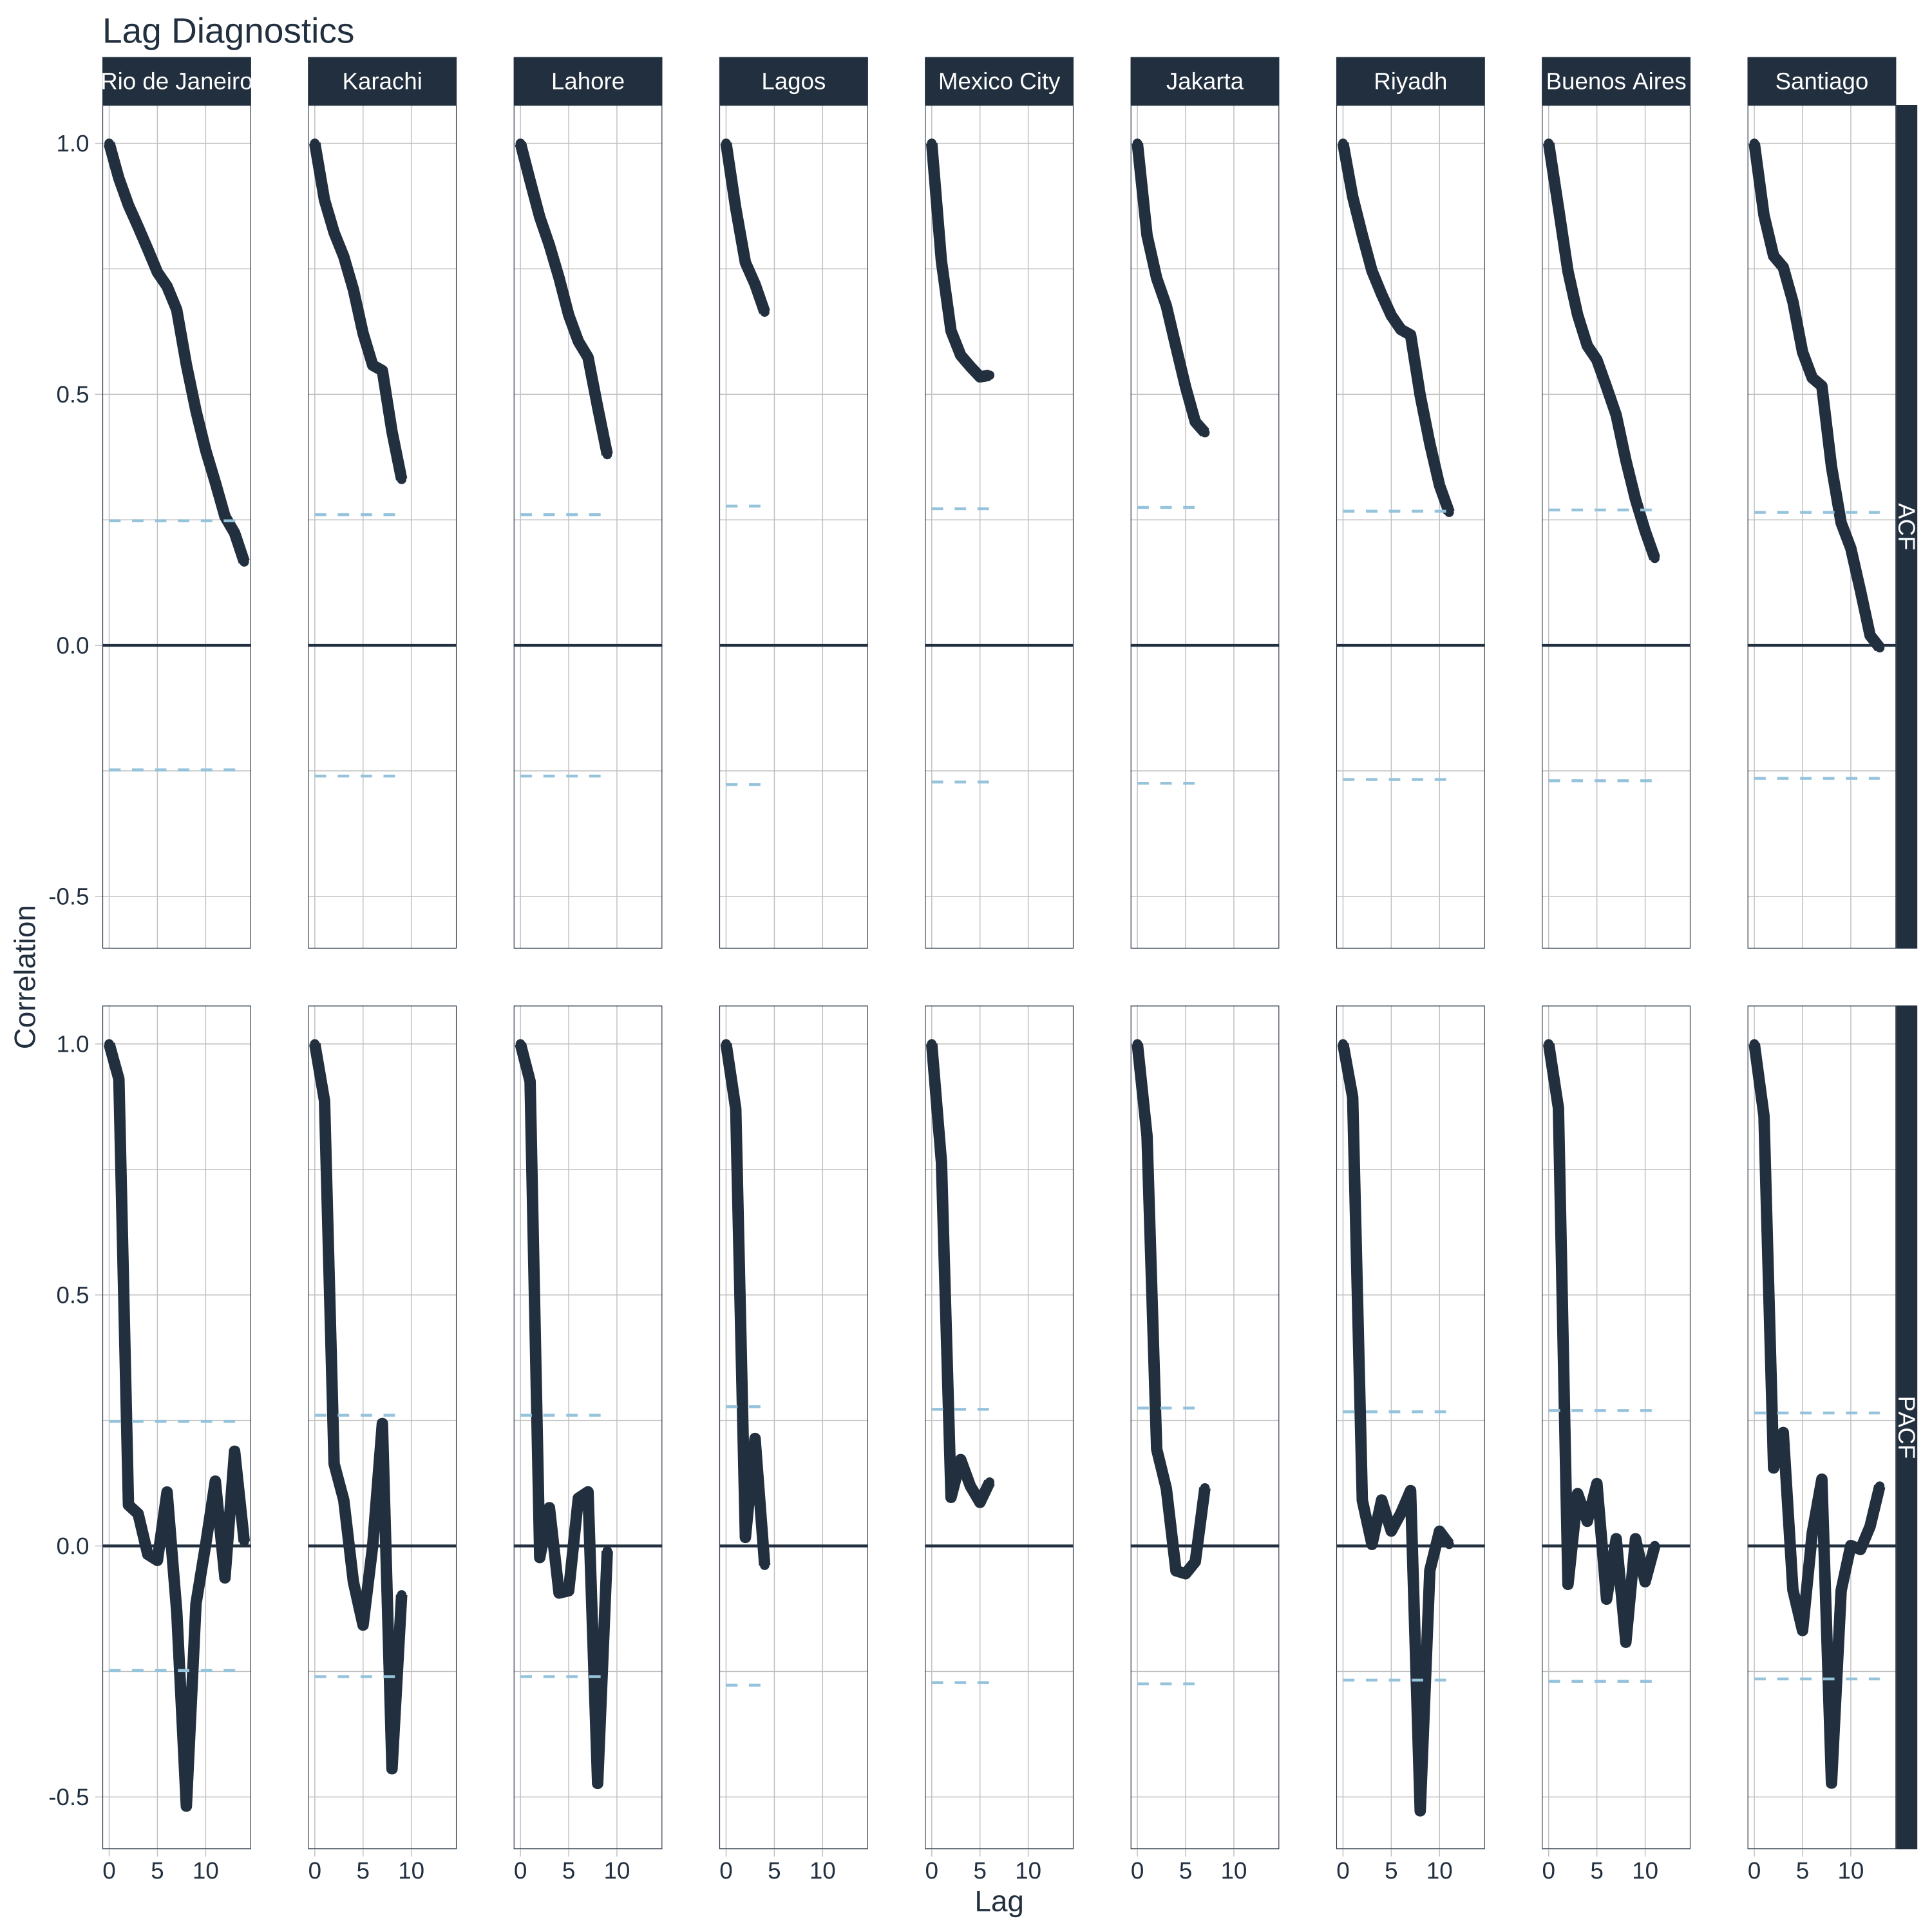 Lag Diagnostics
Rio de Janeiro Karachi Lahore Lagos Mexico City Jakarta Riyadh Buenos Aires Santiago
1.0
0.5
0.0
-0.5
ACF
Correlation
1.0
0.5
0.0
-0.5
PACF
0 5 10 0 5 10 0 5 10 0 5 10 0 5 10 0 5 10 0 5 10 0 5 10 0 5 10
Lag